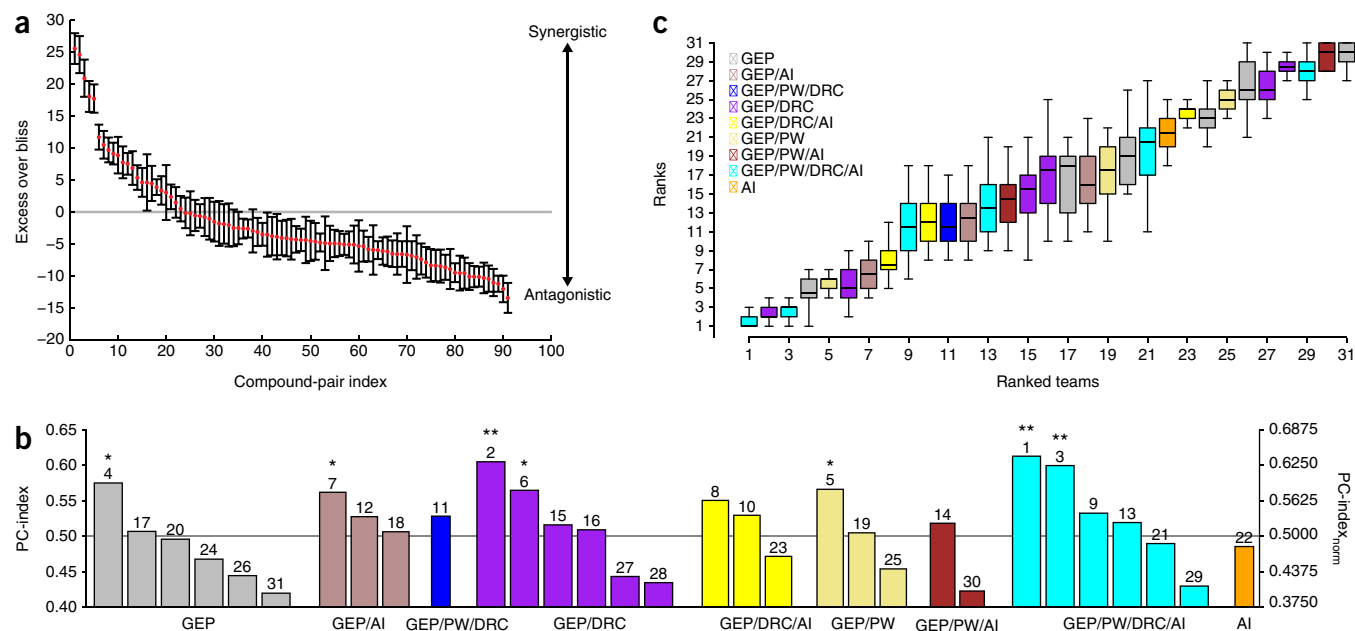 a
30
25
20
15
10
5
0
−5
−10
−15
−20
Excess over bliss
0 10 20 30 40 50 60 70 80 90 100
Compound-pair index
Synergistic
Antagonistic
c
31
29
27
25
23
21
19
17
15
13
11
9
7
5
3
1
Ranks
GEP
GEP/AI
GEP/PW/DRC
GEP/DRC
GEP/DRC/AI
GEP/PW
GEP/PW/AI
GEP/PW/DRC/AI
AI
1 3 5 7 9 11 13 15 17 19 21 23 25 27 29 31
Ranked teams
b
0.65
0.60
0.55
0.50
0.45
0.40
PC-index
* * ** * * ** **
4 17 20 24 26 31 7 12 18 11 2 6 15 16 27 28 8 10 23 5 19 25 14 30 1 3 9 13 21 29 22
0.6875
0.6250
0.5625
0.5000
0.4375
0.3750
PC-indexnorm
GEP GEP/AI GEP/PW/DRC GEP/DRC GEP/DRC/AI GEP/PW GEP/PW/AI GEP/PW/DRC/AI AI